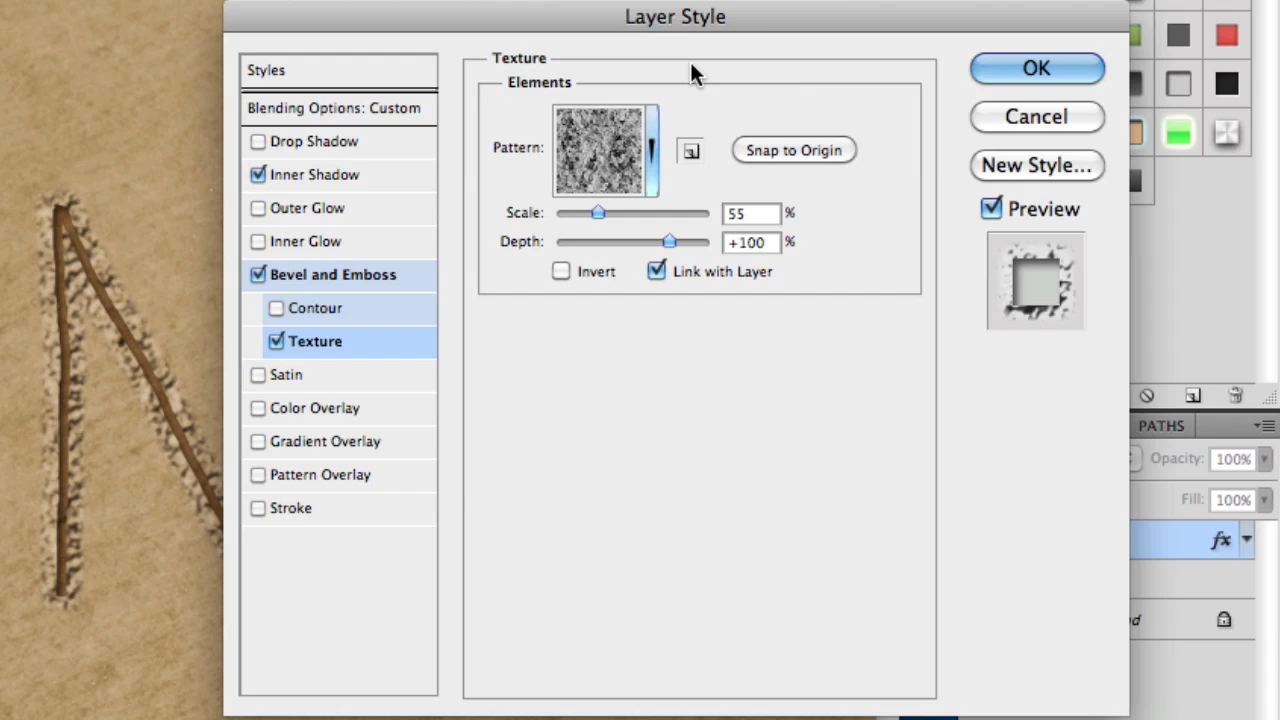 Layer Style
Styles
Blending Options: Custom
Drop Shadow
Inner Shadow
Outer Glow
Inner Glow
Bevel and Emboss
Contour
Texture
Satin
Color Overlay
Gradient Overlay
Pattern Overlay
Stroke
Texture
Elements
Pattern:
Snap to Origin
Scale: 55 %
Depth: +100 %
Invert Link with Layer
OK
Cancel
New Style...
Preview
PATHS
Opacity: 100%
Fill: 100%
fx